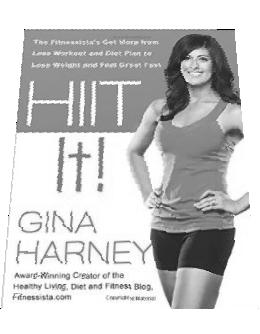 The Fitnessista's Get More from
Less Workout and Diet Plan to
Lose Weight and Feel Great Fast
HIIT
It!
GINA
HARNEY
Award-Winning Creator of the
Healthy Living, Diet and Fitness Blog,
Fitnessista.com
Copyrighted Material